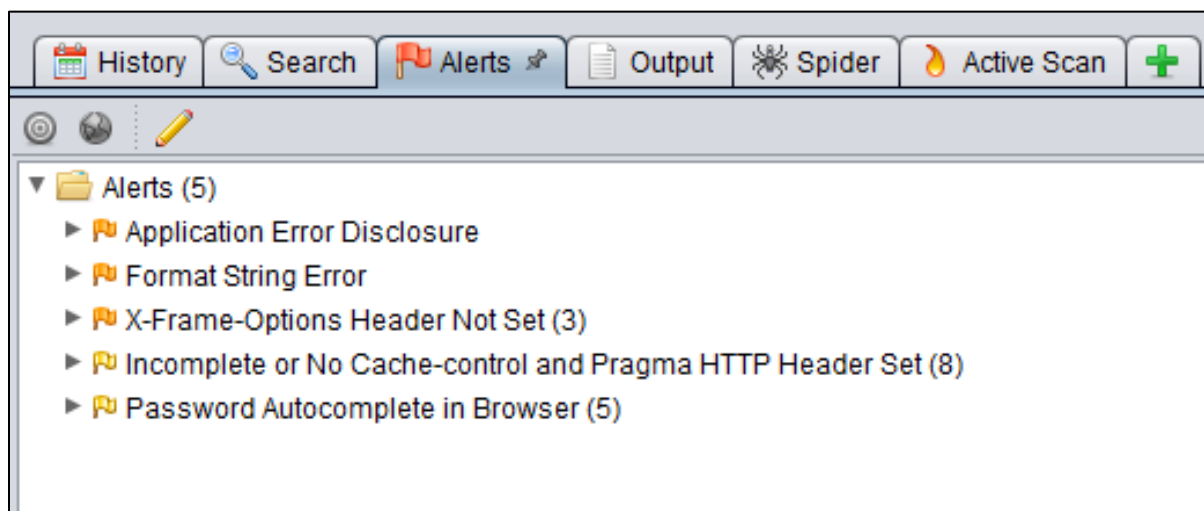 History Search Alerts Output Spider Active Scan
Alerts (5)
Application Error Disclosure
Format String Error
X-Frame-Options Header Not Set (3)
Incomplete or No Cache-control and Pragma HTTP Header Set (8)
Password Autocomplete in Browser (5)